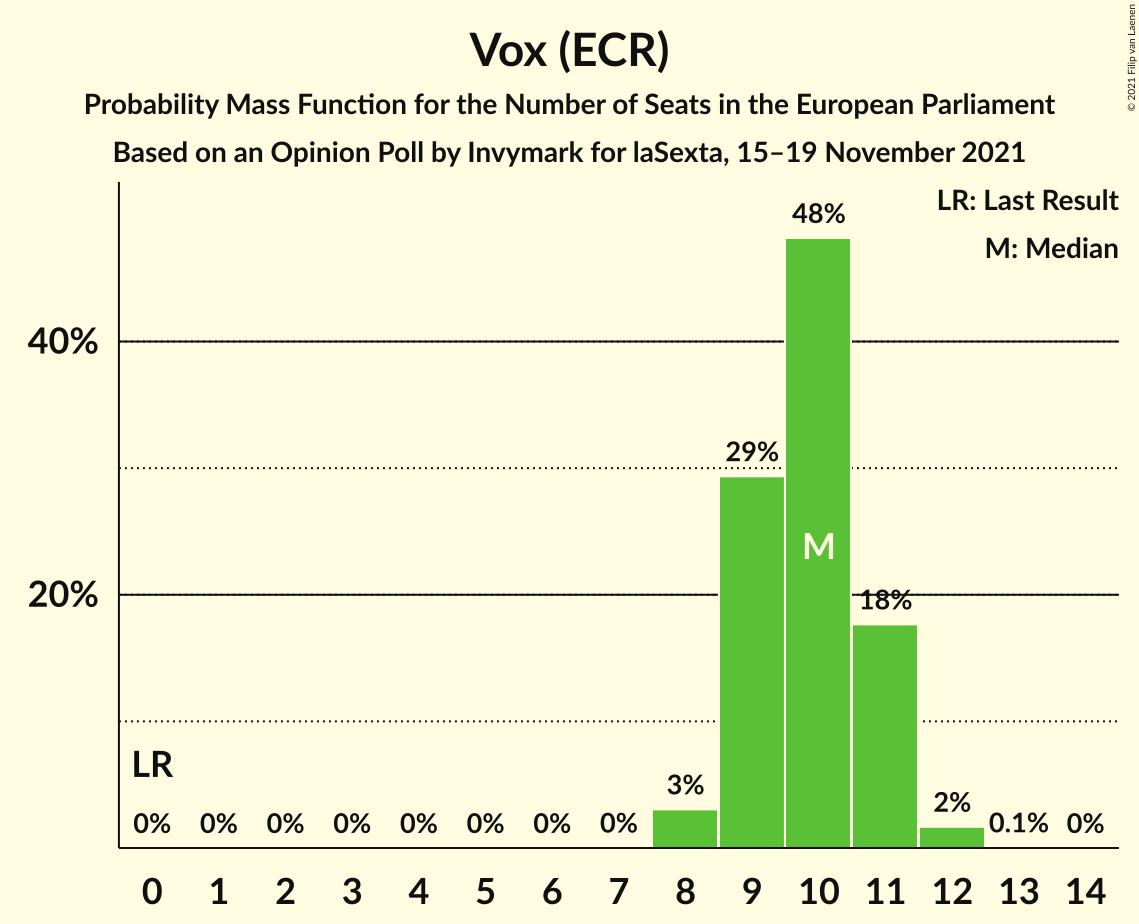 Vox (ECR)
Probability Mass Function for the Number of Seats in the European Parliament
Based on an Opinion Poll by Invymark for laSexta, 15–19 November 2021
© 2021 Filip van Laenen
LR: Last Result
M: Median
48%
40%
29%
M
20%
18%
LR
0% 0% 0% 0% 0% 0% 0% 0% 3% 2% 0.1% 0%
0 1 2 3 4 5 6 7 8 9 10 11 12 13 14